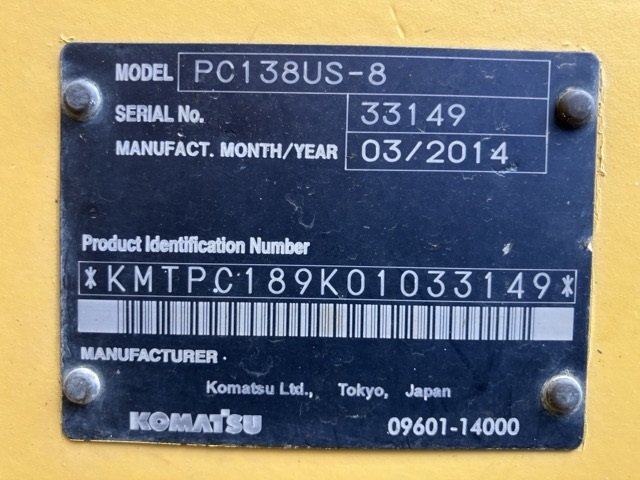 MODEL PC138US-8
SERIAL No. 33149
MANUFACT. MONTH/YEAR 03/2014
Product Identification Number
*KMTPC189K01033149*
MANUFACTURER
Komatsu Ltd., Tokyo, Japan
KOMATSU 09601-14000